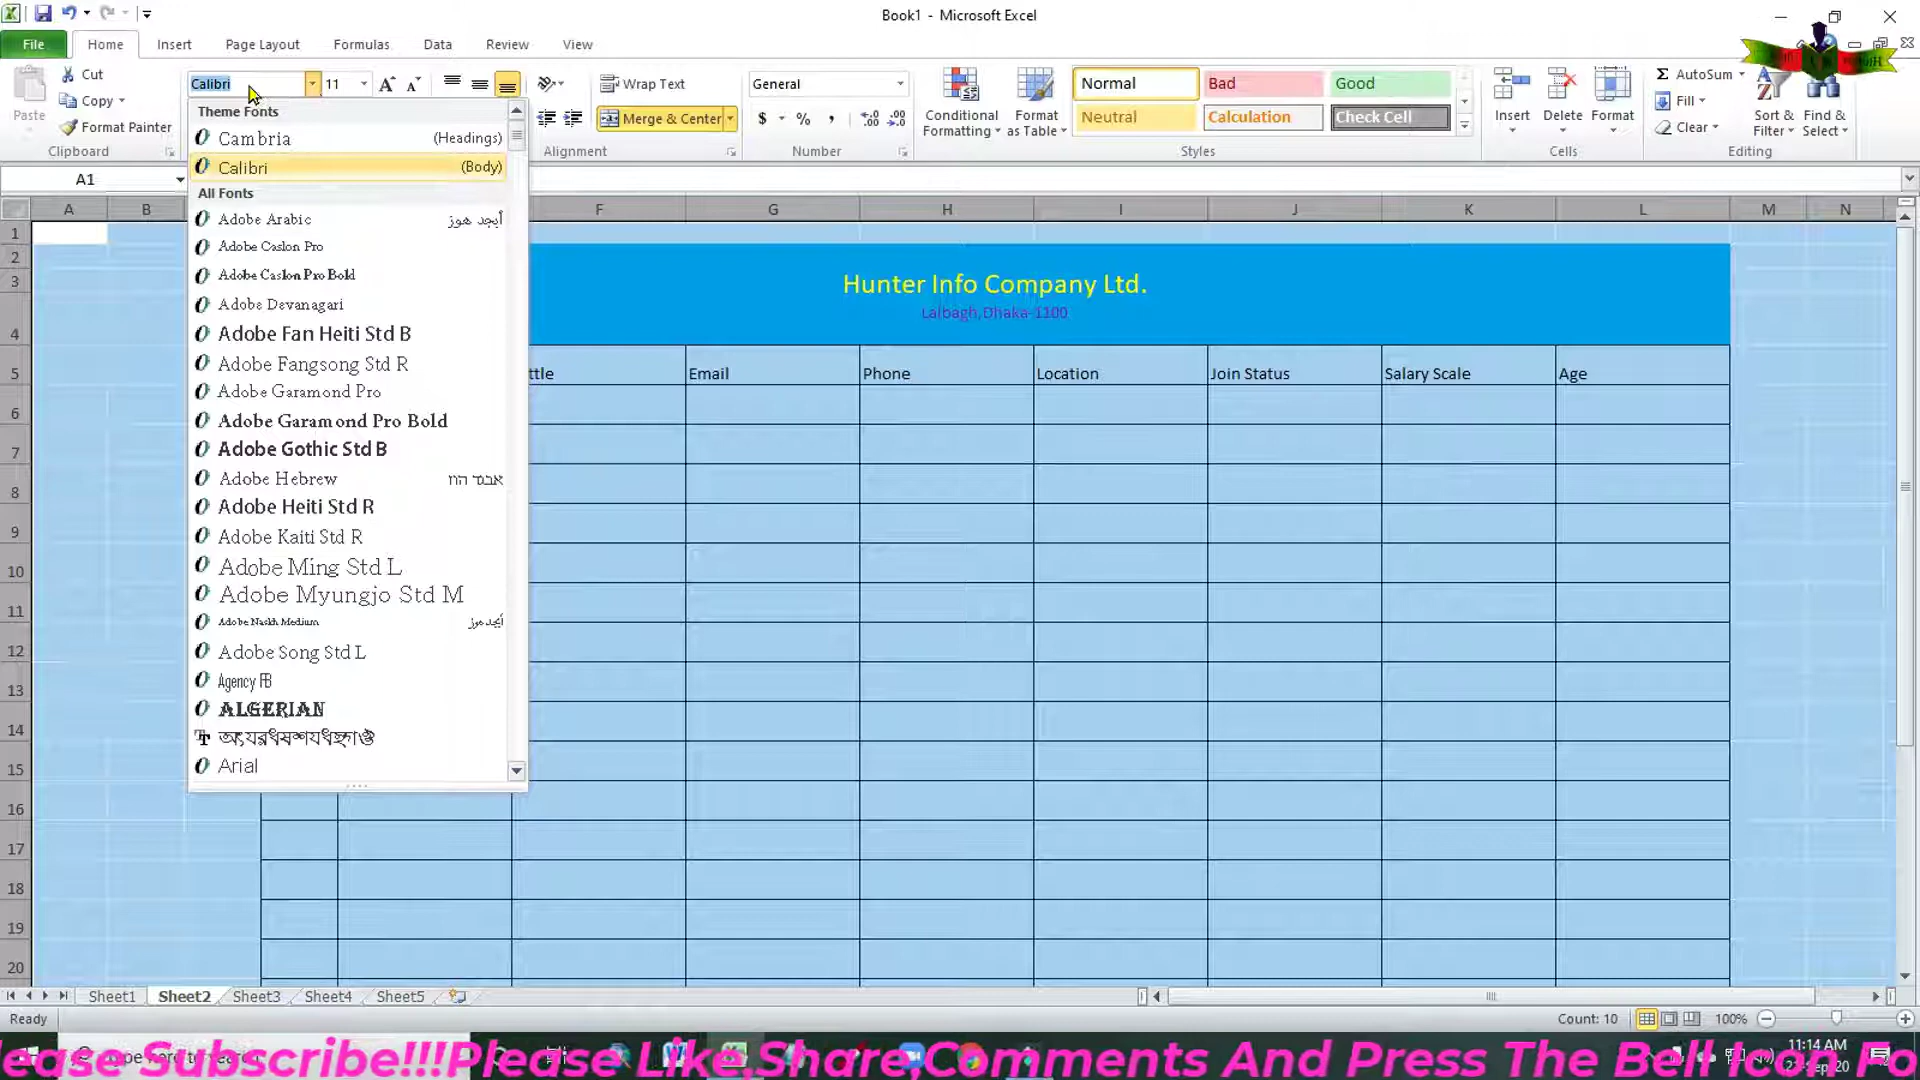 Book1 - Microsoft Excel
File Home Insert Page Layout Formulas Data Review View
Paste
Cut
Copy
Format Painter
Clipboard
Calibri 11
Wrap Text
Merge & Center
Alignment
General
$ % ,
Number
Conditional Formatting
Format as Table
Normal Bad Good
Neutral Calculation Check Cell
Styles
Insert Delete Format
Cells
AutoSum
Fill
Clear
Sort & Filter
Find & Select
Editing
A1
Theme Fonts
Cambria (Headings)
Calibri (Body)
All Fonts
Adobe Arabic أبجد هوز
Adobe Caslon Pro
Adobe Caslon Pro Bold
Adobe Devanagari
Adobe Fan Heiti Std B
Adobe Fangsong Std R
Adobe Garamond Pro
Adobe Garamond Pro Bold
Adobe Gothic Std B
Adobe Hebrew אבגד הוז
Adobe Heiti Std R
Adobe Kaiti Std R
Adobe Ming Std L
Adobe Myungjo Std M
Adobe Naskh Medium أبجد هوز
Adobe Song Std L
Agency FB
ALGERIAN
Arial
A B F G H I J K L M N
1
2
3
4
5
6
7
8
9
10
11
12
13
14
15
16
17
18
19
20
Hunter Info Company Ltd.
Lalbagh,Dhaka-1100
ttle Email Phone Location Join Status Salary Scale Age
Sheet1 Sheet2 Sheet3 Sheet4 Sheet5
Ready
Count: 10
100%
11:14 AM
lease Subscribe!!!Please Like,Share,Comments And Press The Bell Icon Fo